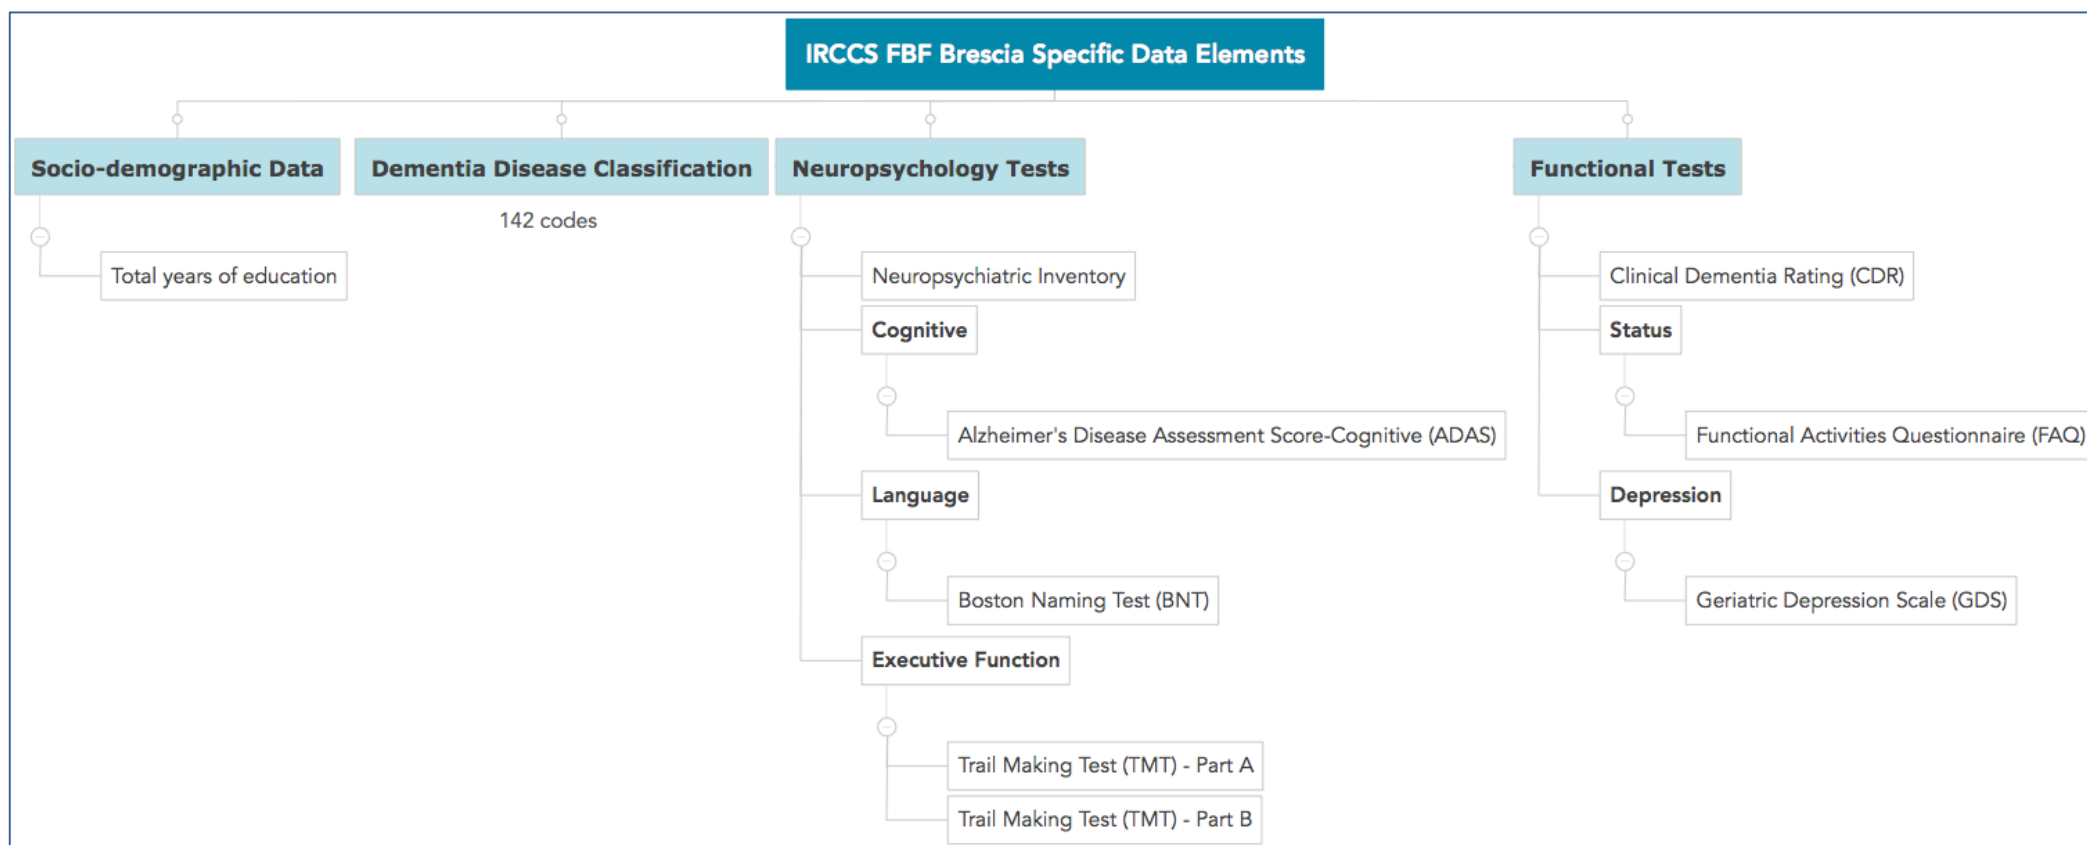 IRCCS FBF Brescia Specific Data Elements
Socio-demographic Data
Total years of education
Dementia Disease Classification
142 codes
Neuropsychology Tests
Neuropsychiatric Inventory
Cognitive
Alzheimer's Disease Assessment Score-Cognitive (ADAS)
Language
Boston Naming Test (BNT)
Executive Function
Trail Making Test (TMT) - Part A
Trail Making Test (TMT) - Part B
Functional Tests
Clinical Dementia Rating (CDR)
Status
Functional Activities Questionnaire (FAQ)
Depression
Geriatric Depression Scale (GDS)